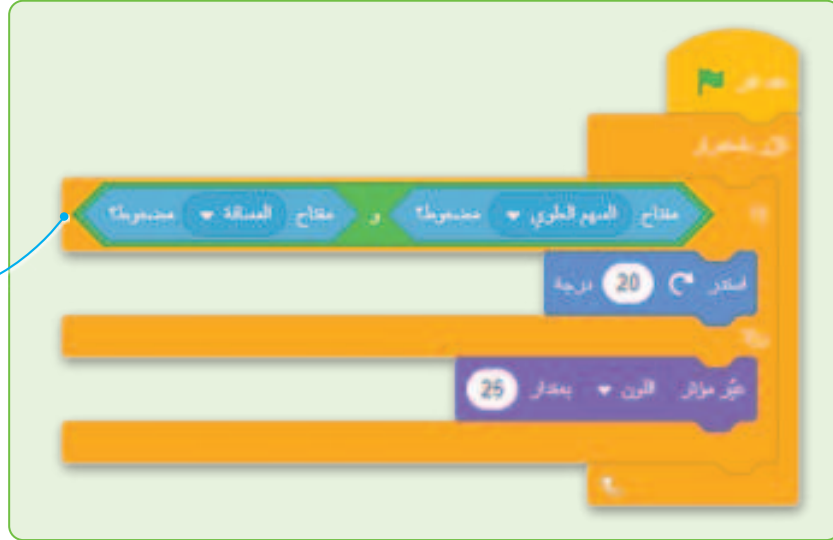 عند نقر
كرّر باستمرار
إذا مفتاح السهم العلوي مضغوط؟ و مفتاح المسافة مضغوط؟
استدر 20 درجة
وإلا
غيّر مؤثر اللون بمقدار 25